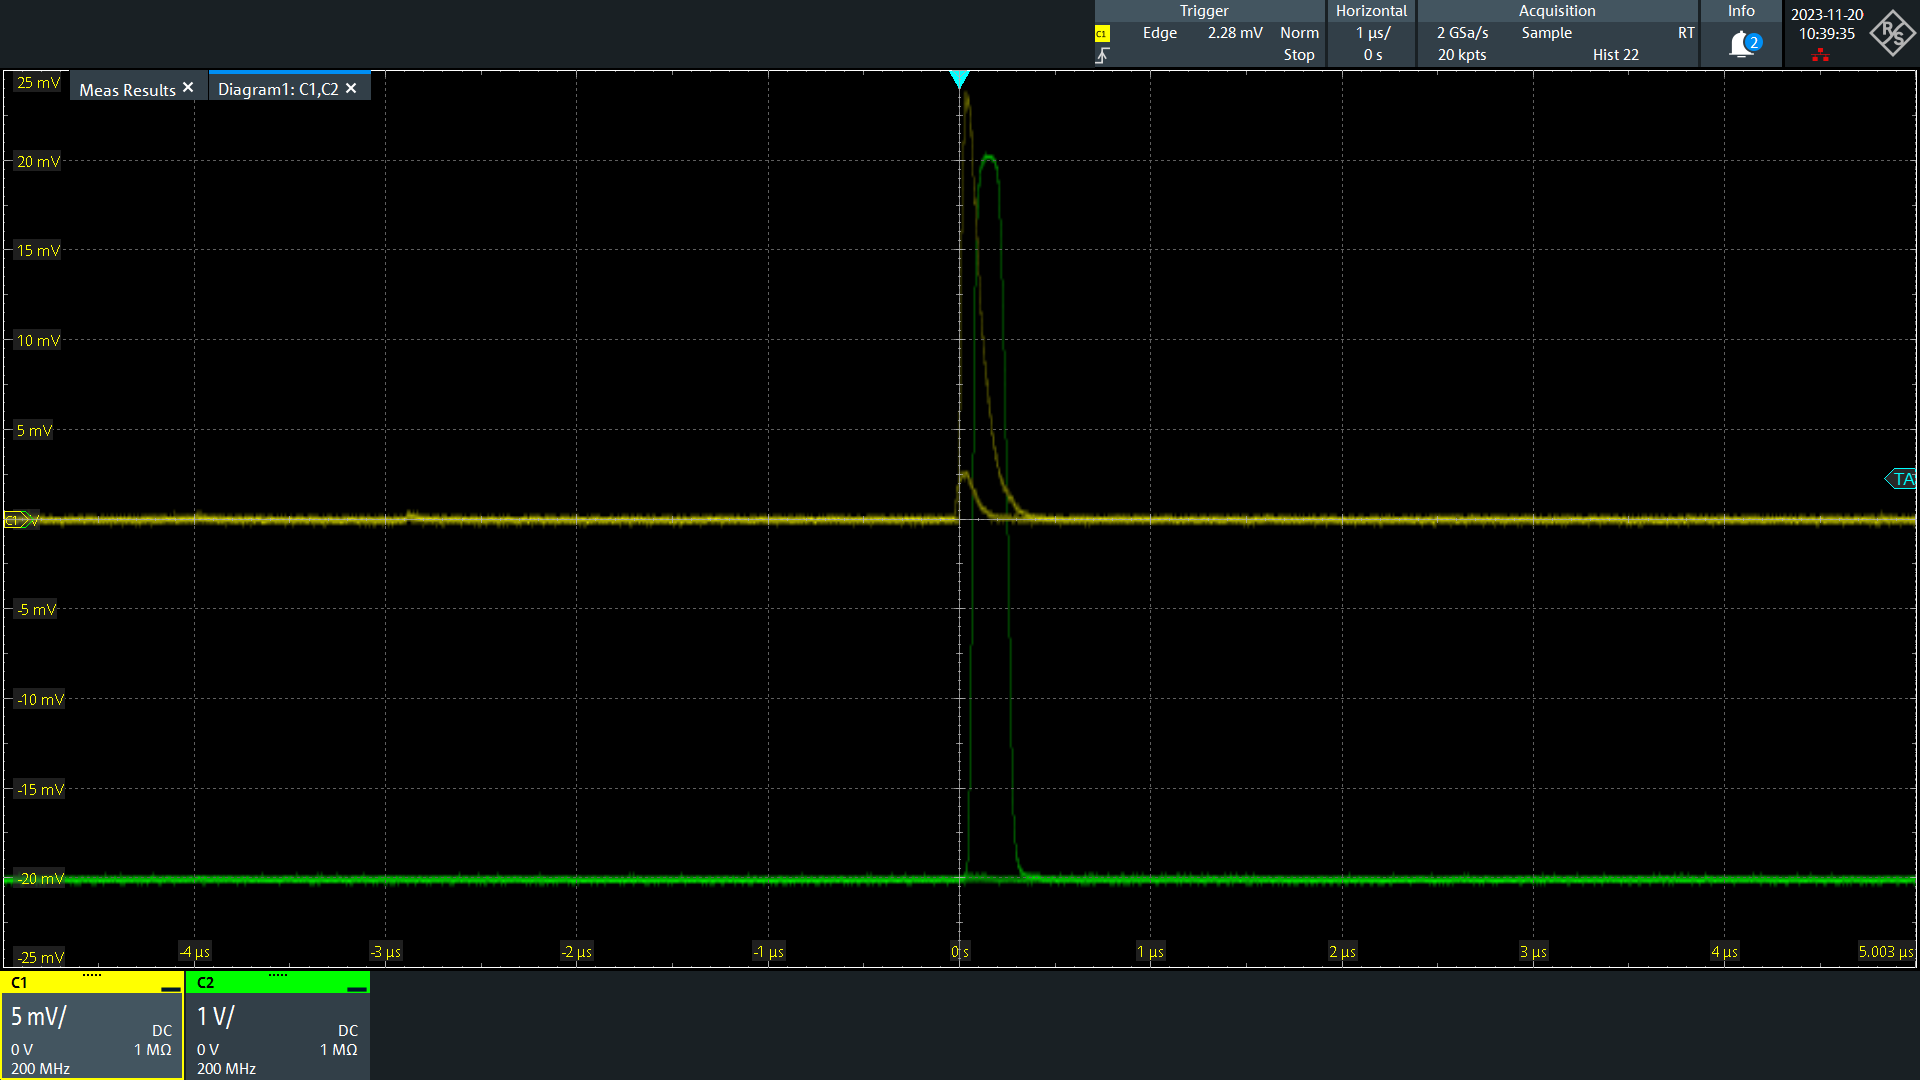 Trigger
C1 Edge 2.28 mV Norm
Stop
Horizontal
1 µs/
0 s
Acquisition
2 GSa/s Sample RT
20 kpts Hist 22
Info
2
2023-11-20
10:39:35
R&S
25 mV
Meas Results ✕
Diagram1: C1,C2 ✕
20 mV
15 mV
10 mV
5 mV
TA
C1 V
-5 mV
-10 mV
-15 mV
-20 mV
-25 mV
-4 µs -3 µs -2 µs -1 µs 0 s 1 µs 2 µs 3 µs 4 µs 5.003 µs
C1
5 mV/
DC
0 V 1 MΩ
200 MHz
C2
1 V/
DC
0 V 1 MΩ
200 MHz